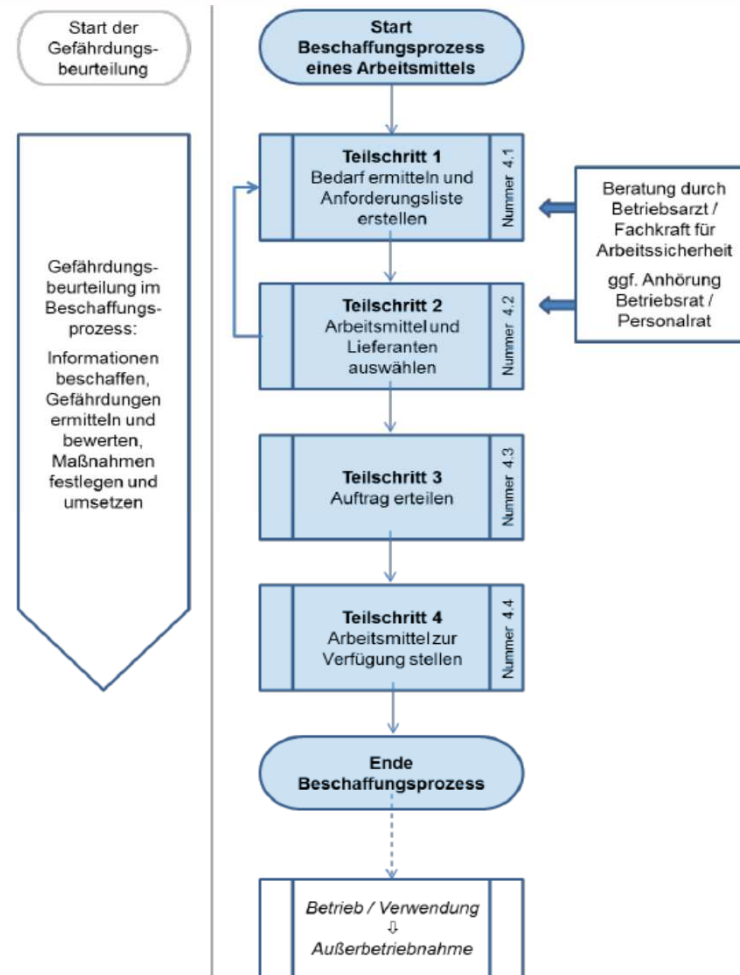 Start der
Gefährdungs-
beurteilung
Gefährdungs-
beurteilung im
Beschaffungs-
prozess:
Informationen
beschaffen,
Gefährdungen
ermitteln und
bewerten,
Maßnahmen
festlegen und
umsetzen
Start
Beschaffungsprozess
eines Arbeitsmittels
Teilschritt 1
Bedarf ermitteln und
Anforderungsliste
erstellen
Nummer 4.1
Teilschritt 2
Arbeitsmittel und
Lieferanten
auswählen
Nummer 4.2
Beratung durch
Betriebsarzt /
Fachkraft für
Arbeitssicherheit
ggf. Anhörung
Betriebsrat /
Personalrat
Teilschritt 3
Auftrag erteilen
Nummer 4.3
Teilschritt 4
Arbeitsmittel zur
Verfügung stellen
Nummer 4.4
Ende
Beschaffungsprozess
Betrieb / Verwendung
⇩
Außerbetriebnahme